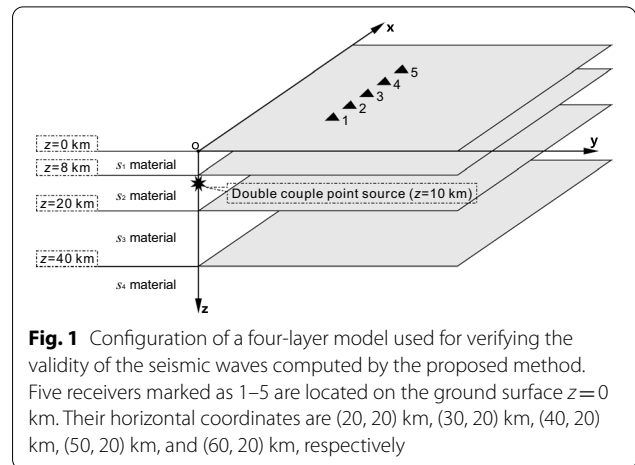 x
5
4
3
2
1
z=0 km
o
y
s₁ material
z=8 km
s₂ material
Double couple point source (z=10 km)
z=20 km
s₃ material
z=40 km
s₄ material
z
Fig. 1 Configuration of a four-layer model used for verifying the
validity of the seismic waves computed by the proposed method.
Five receivers marked as 1–5 are located on the ground surface z=0
km. Their horizontal coordinates are (20, 20) km, (30, 20) km, (40, 20)
km, (50, 20) km, and (60, 20) km, respectively